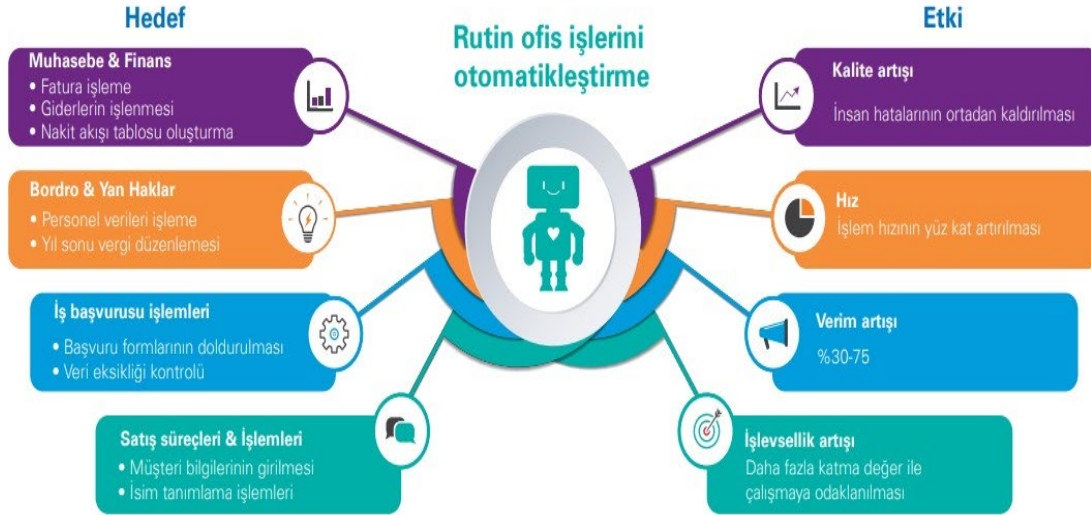 Hedef
Muhasebe & Finans
• Fatura işleme
• Giderlerin işlenmesi
• Nakit akışı tablosu oluşturma
Bordro & Yan Haklar
• Personel verileri işleme
• Yıl sonu vergi düzenlemesi
İş başvurusu işlemleri
• Başvuru formlarının doldurulması
• Veri eksikliği kontrolü
Satış süreçleri & İşlemleri
• Müşteri bilgilerinin girilmesi
• İsim tanımlama işlemleri
Rutin ofis işlerini
otomatikleştirme
Etki
Kalite artışı
İnsan hatalarının ortadan kaldırılması
Hız
İşlem hızının yüz kat artırılması
Verim artışı
%30-75
İşlevsellik artışı
Daha fazla katma değer ile
çalışmaya odaklanılması